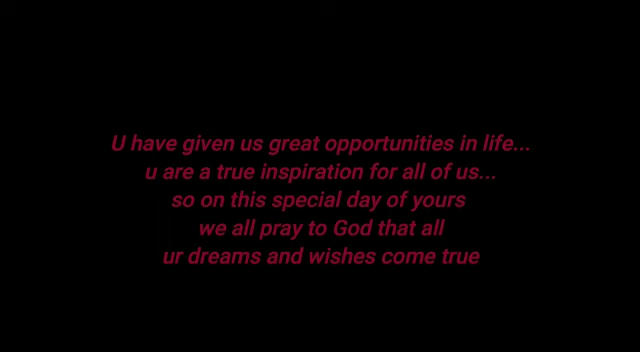 U have given us great opportunities in life...
u are a true inspiration for all of us...
so on this special day of yours
we all pray to God that all
ur dreams and wishes come true